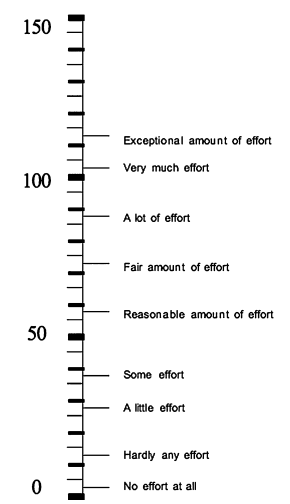 150
Exceptional amount of effort
Very much effort
100
A lot of effort
Fair amount of effort
Reasonable amount of effort
50
Some effort
A little effort
Hardly any effort
0
No effort at all